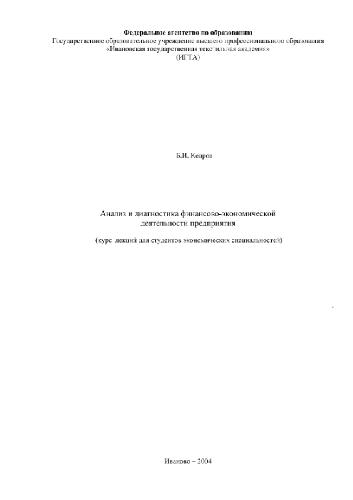 Федеральное агентство по образованию
Государственное образовательное учреждение высшего профессионального образования
«Ивановская государственная текстильная академия»
(ИГТА)
Б.И.
Анализ и диагностика финансово-экономической
деятельности предприятия
(курс лекций для студентов экономических специальностей)
Иваново – 2004